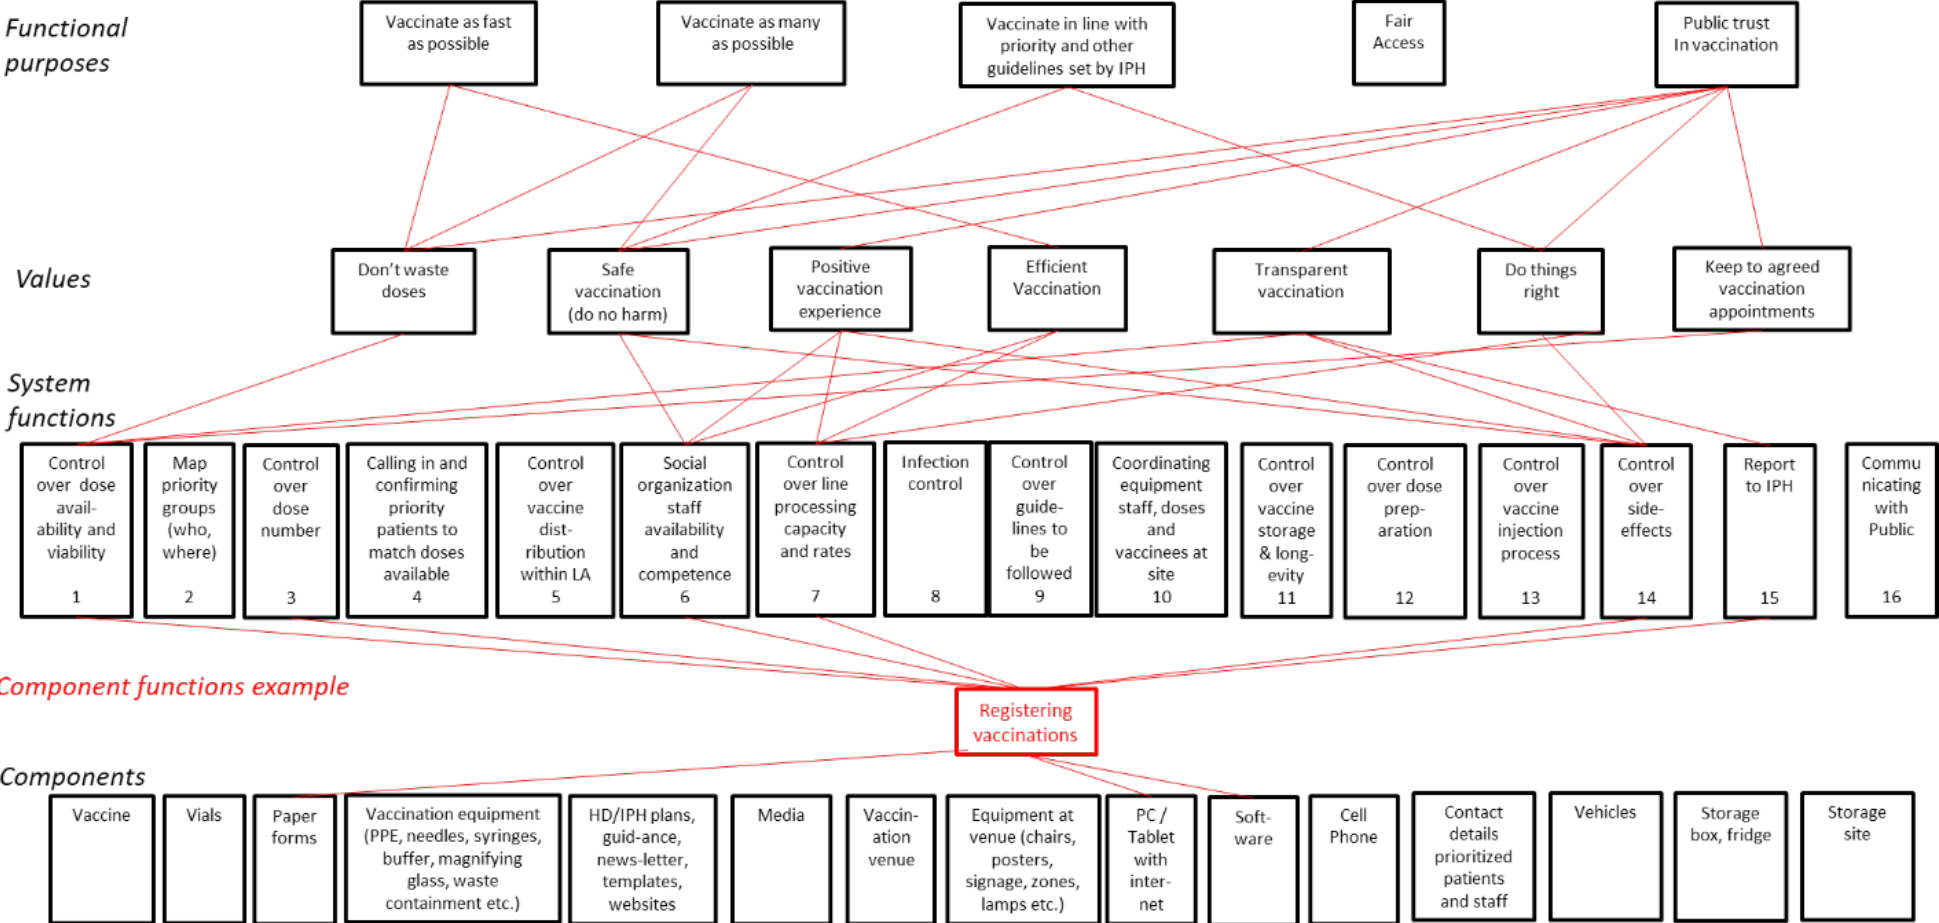 Functional
purposes
Vaccinate as fast
as possible
Vaccinate as many
as possible
Vaccinate in line with
priority and other
guidelines set by IPH
Fair
Access
Public trust
In vaccination
Values
Don't waste
doses
Safe
vaccination
(do no harm)
Positive
vaccination
experience
Efficient
Vaccination
Transparent
vaccination
Do things
right
Keep to agreed
vaccination
appointments
System
functions
Control
over dose
avail-
ability and
viability
1
Map
priority
groups
(who,
where)
2
Control
over
dose
number
3
Calling in and
confirming
priority
patients to
match doses
available
4
Control
over
vaccine
dist-
ribution
within LA
5
Social
organization
staff
availability
and
competence
6
Control
over line
processing
capacity
and rates
7
Infection
control
8
Control
over
guide-
lines to
be
followed
9
Coordinating
equipment
staff, doses
and
vaccinees at
site
10
Control
over
vaccine
storage
& long-
evity
11
Control
over dose
prep-
aration
12
Control
over
vaccine
injection
process
13
Control
over
side-
effects
14
Report
to IPH
15
Commu
nicating
with
Public
16
Component functions example
Registering
vaccinations
Components
Vaccine
Vials
Paper
forms
Vaccination equipment
(PPE, needles, syringes,
buffer, magnifying
glass, waste
containment etc.)
HD/IPH plans,
guid-ance,
news-letter,
templates,
websites
Media
Vaccin-
ation
venue
Equipment at
venue (chairs,
posters,
signage, zones,
lamps etc.)
PC /
Tablet
with
inter-
net
Soft-
ware
Cell
Phone
Contact
details
prioritized
patients
and staff
Vehicles
Storage
box, fridge
Storage
site